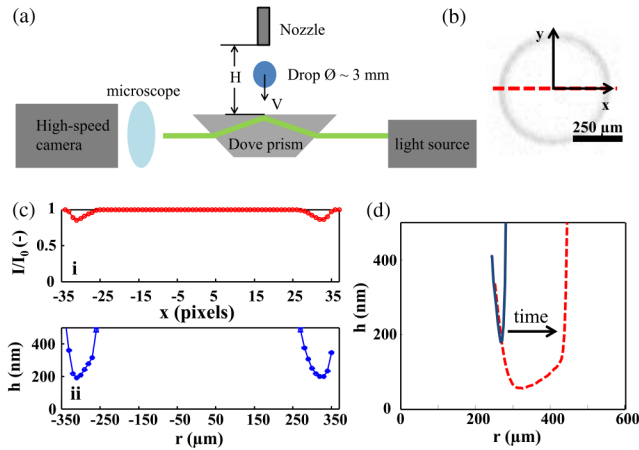 (a)
Nozzle
H
Drop Ø ~ 3 mm
V
microscope
High-speed
camera
Dove prism
light source
(b)
y
x
250 µm
(c)
1
0.5
0
I/I0 (-)
i
-35 -25 -15 -5 5 15 25 35
x (pixels)
400
200
0
h (nm)
ii
-350 -250 -150 -50 50 150 250 350
r (µm)
(d)
400
200
0
h (nm)
time
0 200 400 600
r (µm)